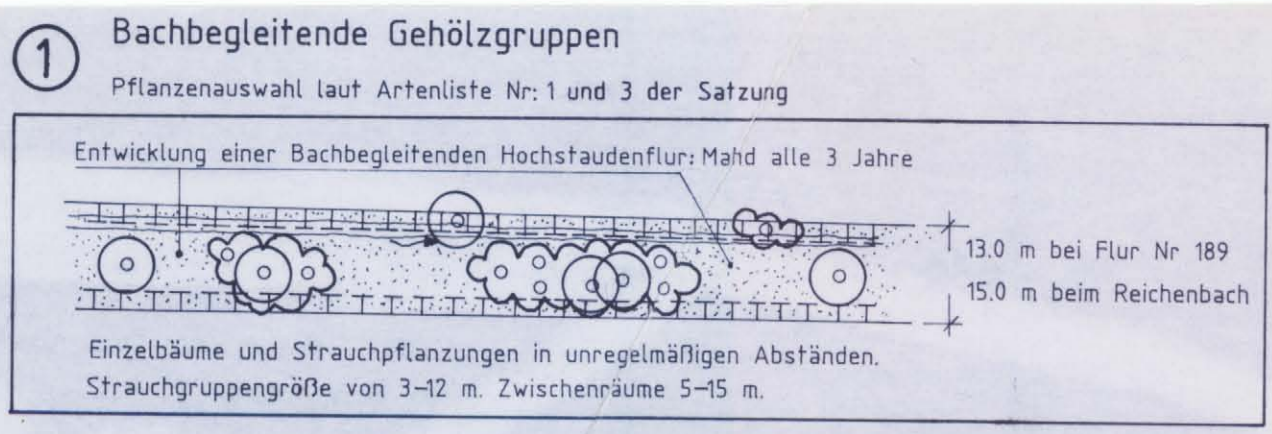 1
Bachbegleitende Gehölzgruppen
Pflanzenauswahl laut Artenliste Nr: 1 und 3 der Satzung
Entwicklung einer Bachbegleitenden Hochstaudenflur: Mahd alle 3 Jahre
13.0 m bei Flur Nr 189
15.0 m beim Reichenbach
Einzelbäume und Strauchpflanzungen in unregelmäßigen Abständen.
Strauchgruppengröße von 3-12 m. Zwischenräume 5-15 m.